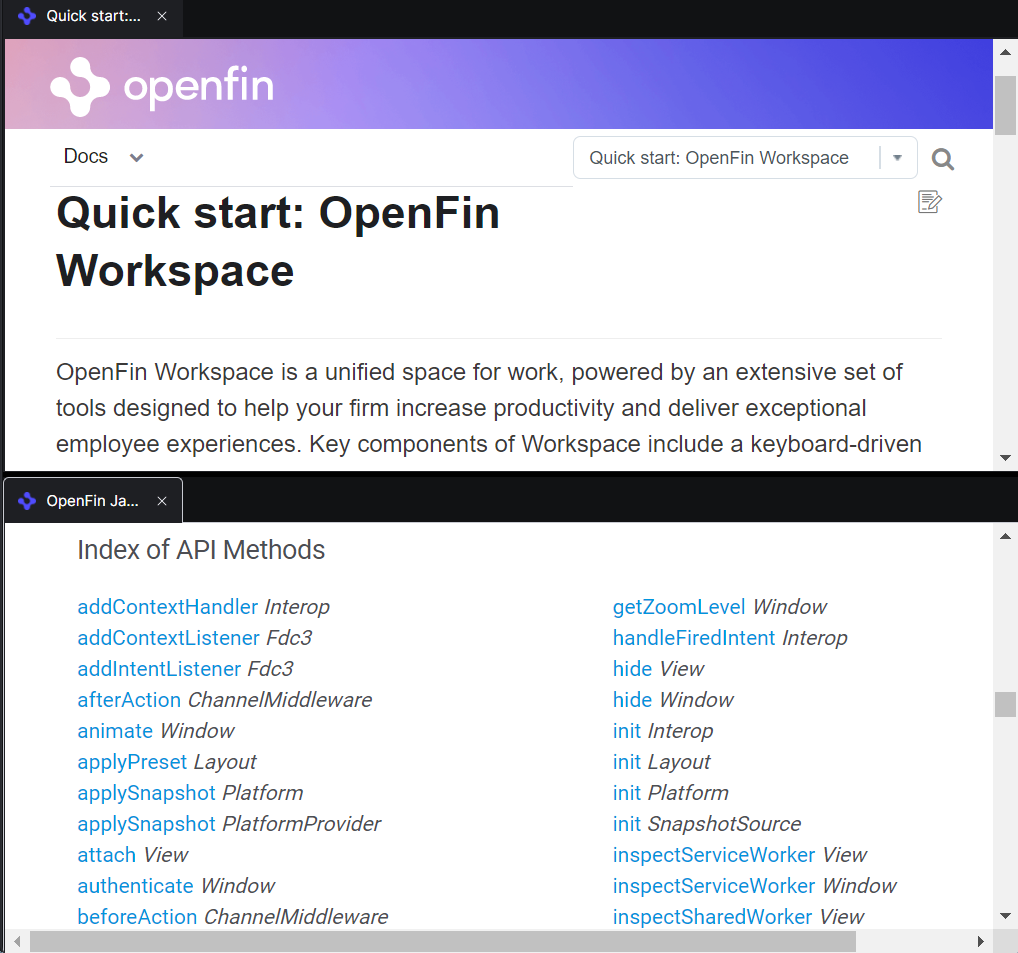 Quick start:...
openfin
Docs
Quick start: OpenFin Workspace
Quick start: OpenFin
Workspace
OpenFin Workspace is a unified space for work, powered by an extensive set of
tools designed to help your firm increase productivity and deliver exceptional
employee experiences. Key components of Workspace include a keyboard-driven
OpenFin Ja...
Index of API Methods
addContextHandler Interop
addContextListener Fdc3
addIntentListener Fdc3
afterAction ChannelMiddleware
animate Window
applyPreset Layout
applySnapshot Platform
applySnapshot PlatformProvider
attach View
authenticate Window
beforeAction ChannelMiddleware
getZoomLevel Window
handleFiredIntent Interop
hide View
hide Window
init Interop
init Layout
init Platform
init SnapshotSource
inspectServiceWorker View
inspectServiceWorker Window
inspectSharedWorker View